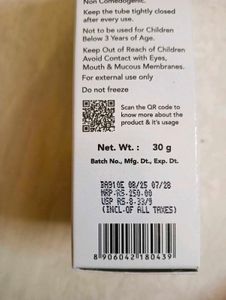 Non Comedogenic.
Keep the tube tightly closed
after every use.
Not to be used for Children
Below 3 Years of Age.
Keep Out of Reach of Children
Avoid Contact with Eyes,
Mouth & Mucous Membranes.
For external use only
Do not freeze
Scan the QR code to
know more about the
product & it's usage
Net. Wt. : 30 g
Batch No., Mfg. Dt., Exp. Dt.
BA910E 08/25 07/28
MRP.RS.250.00
USP RS.8.33/9
(INCL.OF ALL TAXES)
8906042180439